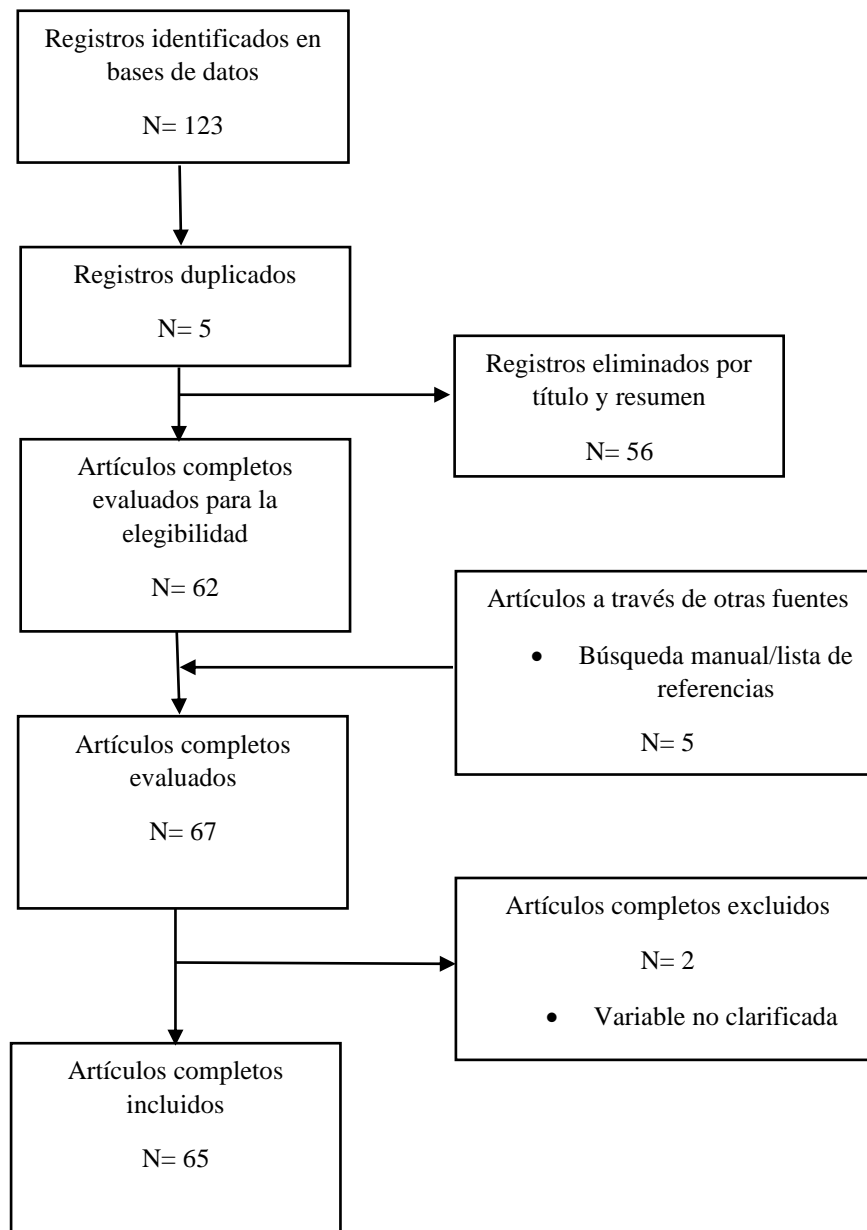 Registros identificados en
bases de datos
N= 123
Registros duplicados
N= 5
Registros eliminados por
título y resumen
N= 56
Artículos completos
evaluados para la
elegibilidad
N= 62
Artículos a través de otras fuentes
• Búsqueda manual/lista de
referencias
N= 5
Artículos completos
evaluados
N= 67
Artículos completos excluidos
N= 2
• Variable no clarificada
Artículos completos
incluidos
N= 65